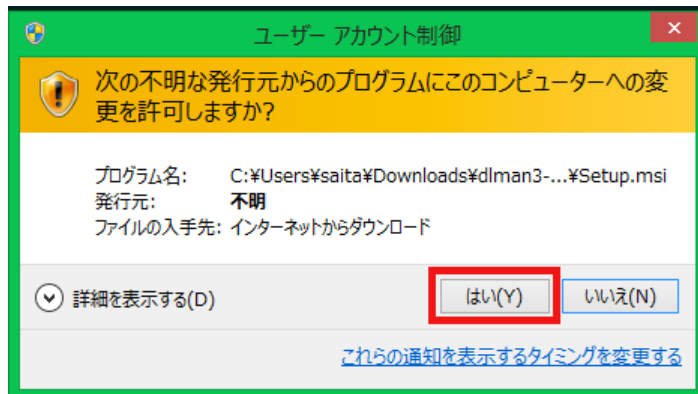 ユーザー アカウント制御
次の不明な発行元からのプログラムにこのコンピューターへの変
更を許可しますか?
プログラム名: C:¥Users¥saita¥Downloads¥dlman3-...¥Setup.msi
発行元: 不明
ファイルの入手先: インターネットからダウンロード
詳細を表示する(D) はい(Y) いいえ(N)
これらの通知を表示するタイミングを変更する